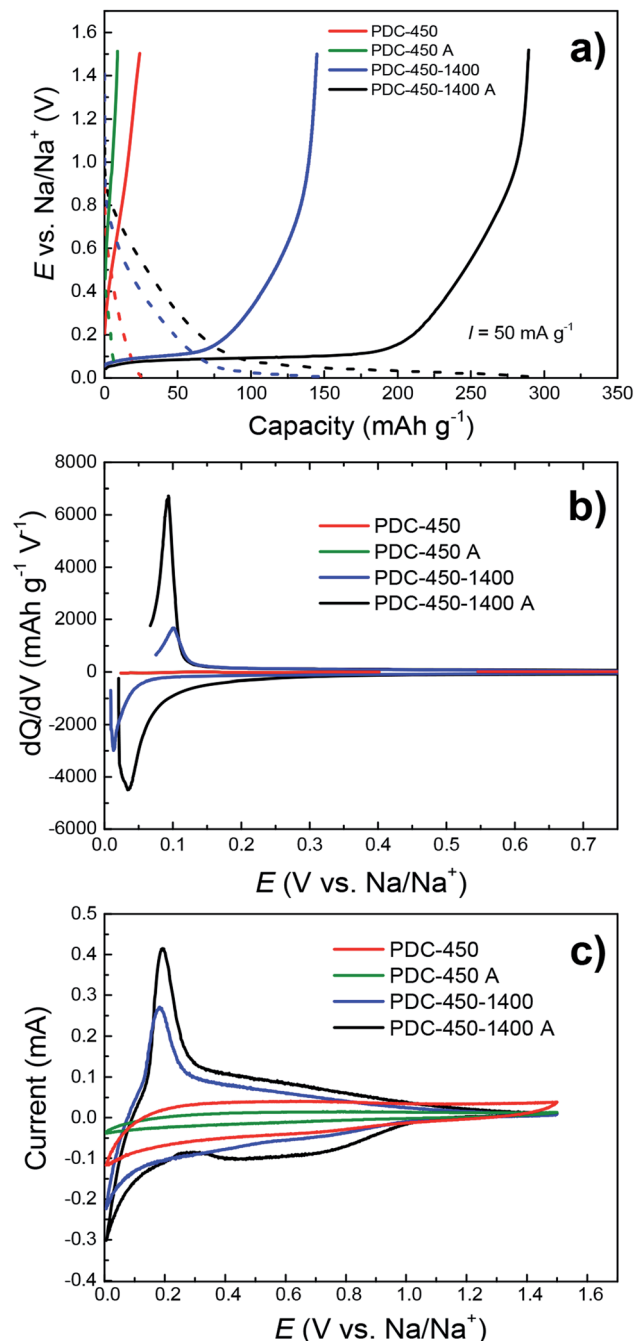 a)
PDC-450
PDC-450 A
PDC-450-1400
PDC-450-1400 A
E vs. Na/Na⁺ (V)
1.6
1.4
1.2
1.0
0.8
0.6
0.4
0.2
0.0
I = 50 mA g⁻¹
0 50 100 150 200 250 300 350
Capacity (mAh g⁻¹)
b)
PDC-450
PDC-450 A
PDC-450-1400
PDC-450-1400 A
dQ/dV (mAh g⁻¹ V⁻¹)
8000
6000
4000
2000
0
-2000
-4000
-6000
0.0 0.1 0.2 0.3 0.4 0.5 0.6 0.7
E (V vs. Na/Na⁺)
c)
PDC-450
PDC-450 A
PDC-450-1400
PDC-450-1400 A
Current (mA)
0.5
0.4
0.3
0.2
0.1
0.0
-0.1
-0.2
-0.3
-0.4
0.0 0.2 0.4 0.6 0.8 1.0 1.2 1.4 1.6
E (V vs. Na/Na⁺)